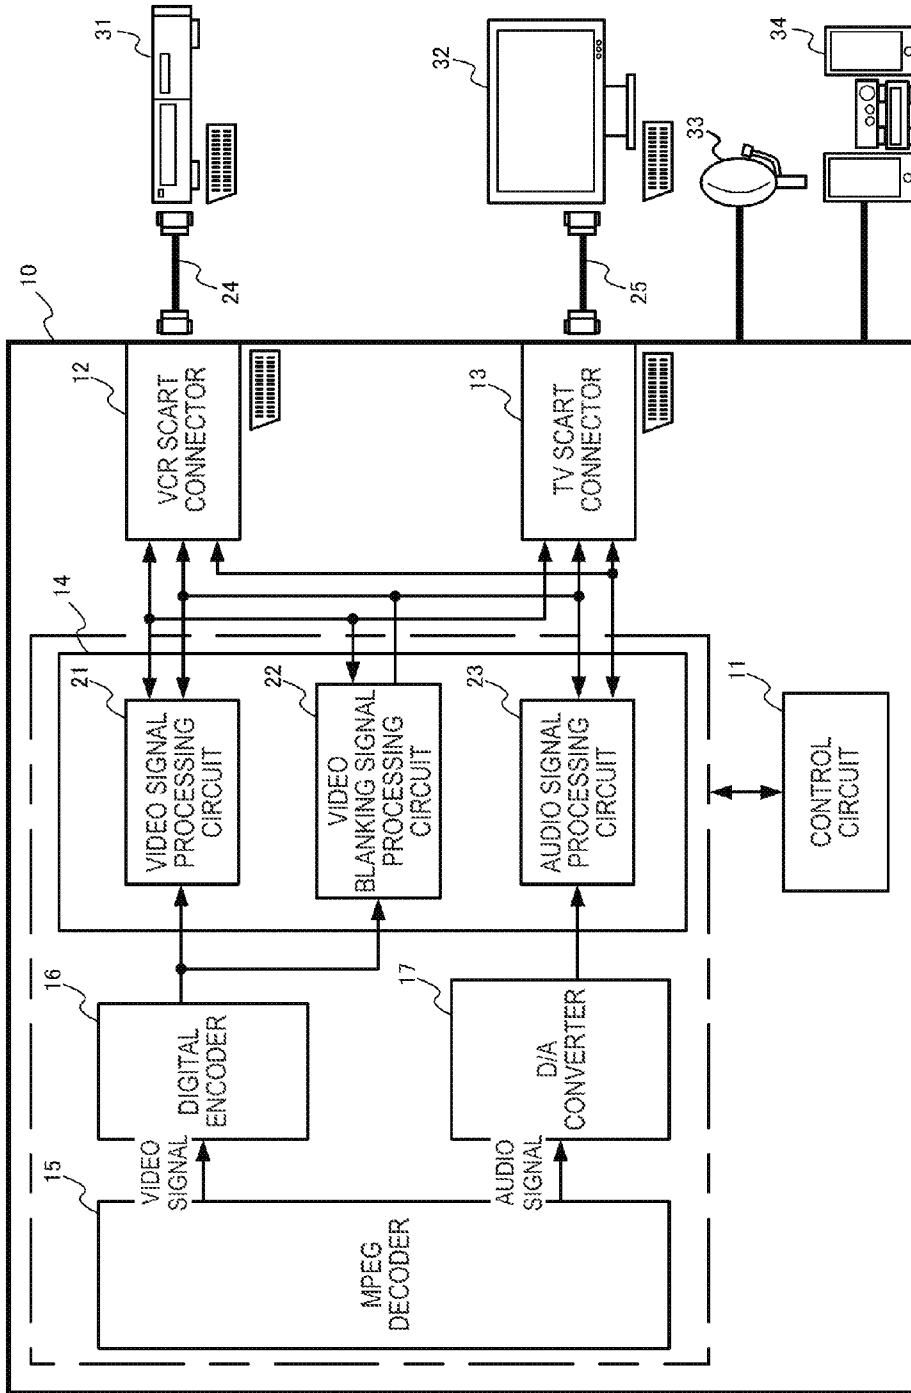 10
15
MPEG
DECODER
VIDEO
SIGNAL
AUDIO
SIGNAL
16
DIGITAL
ENCODER
17
D/A
CONVERTER
14
21
VIDEO SIGNAL
PROCESSING
CIRCUIT
22
VIDEO
BLANKING SIGNAL
PROCESSING
CIRCUIT
23
AUDIO SIGNAL
PROCESSING
CIRCUIT
11
CONTROL
CIRCUIT
12
VCR SCART
CONNECTOR
13
TV SCART
CONNECTOR
24
25
31
32
33
34